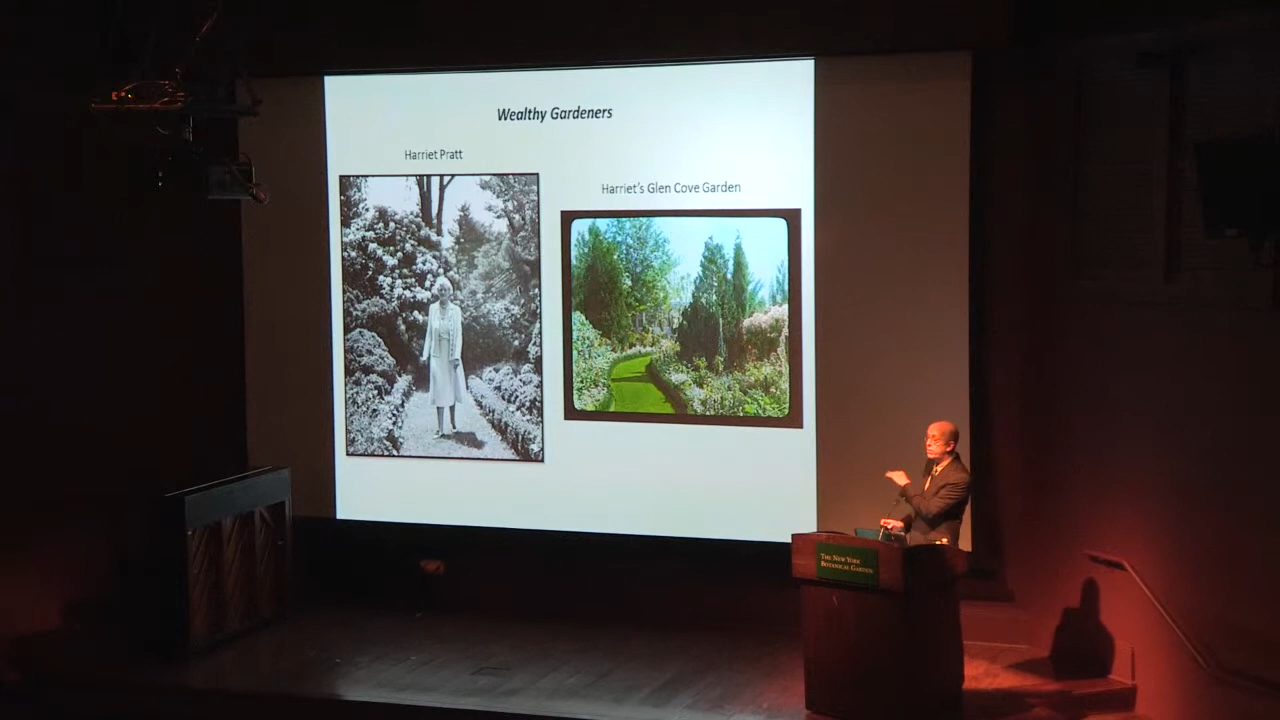 Wealthy Gardeners
Harriet Pratt
Harriet's Glen Cove Garden
The New York
Botanical Garden